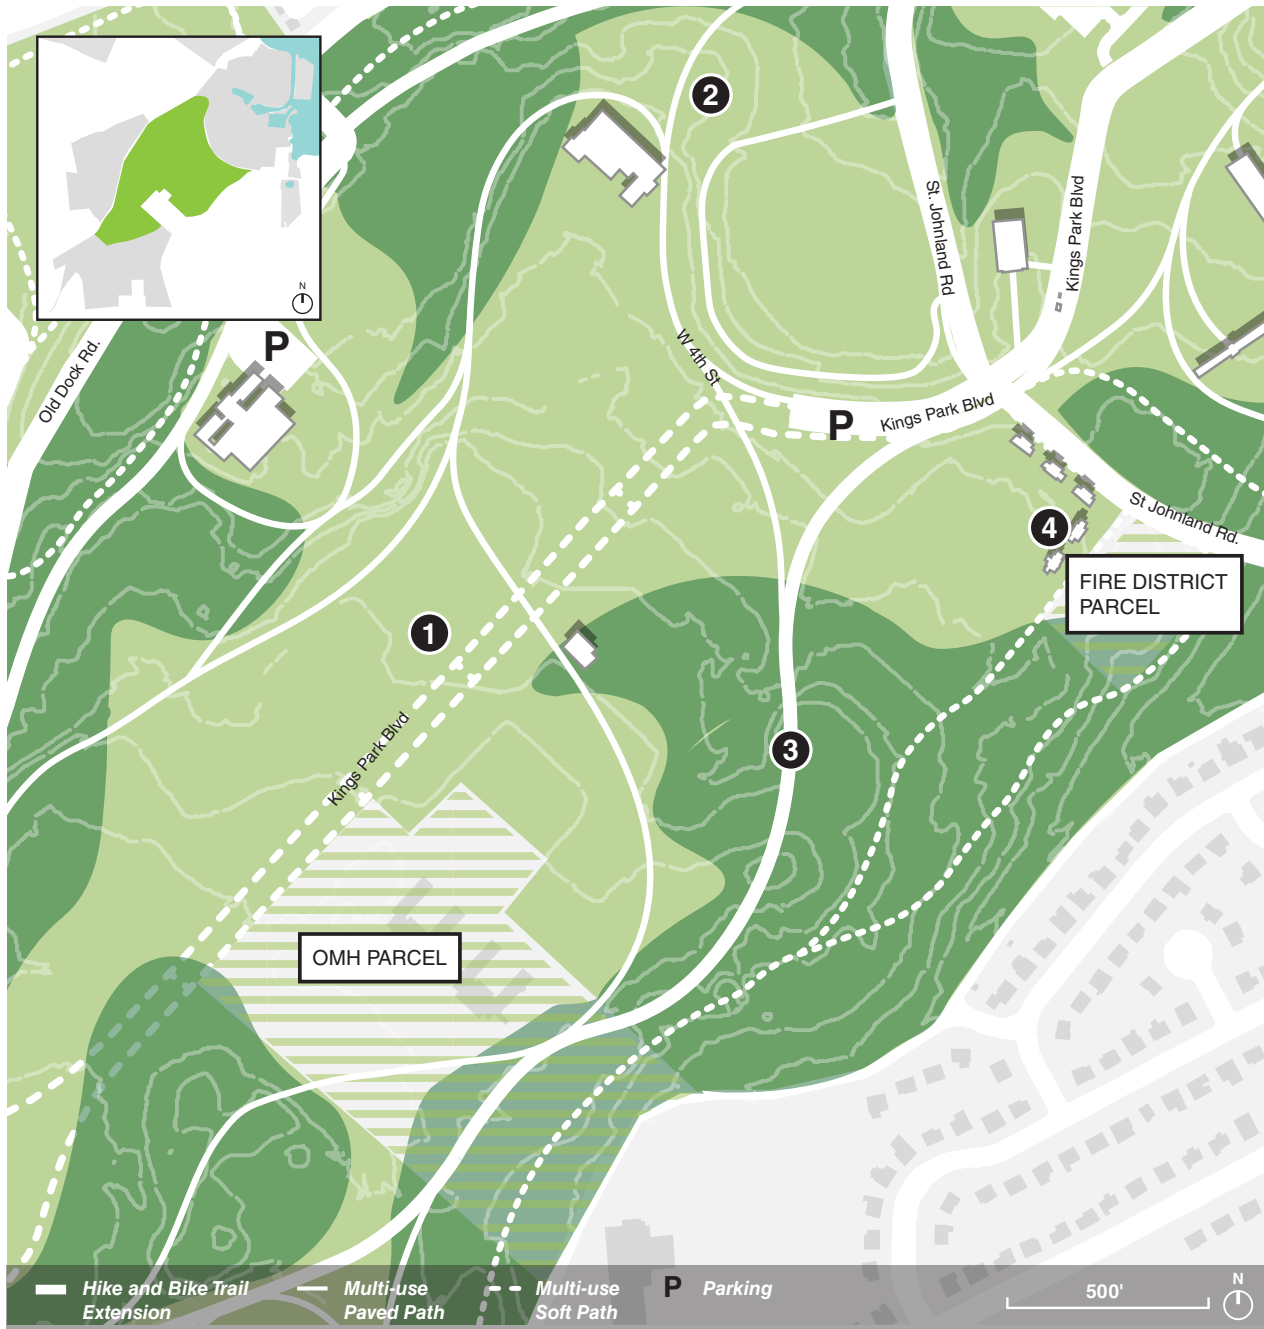 N
2
St. Johnland Rd
Kings Park Blvd
Old Dock Rd.
P
W 4th St
P
Kings Park Blvd
4
St Johnland Rd.
FIRE DISTRICT
PARCEL
1
3
Kings Park Blvd
OMH PARCEL
Hike and Bike Trail
Extension
Multi-use
Paved Path
Multi-use
Soft Path
P Parking
500'
N